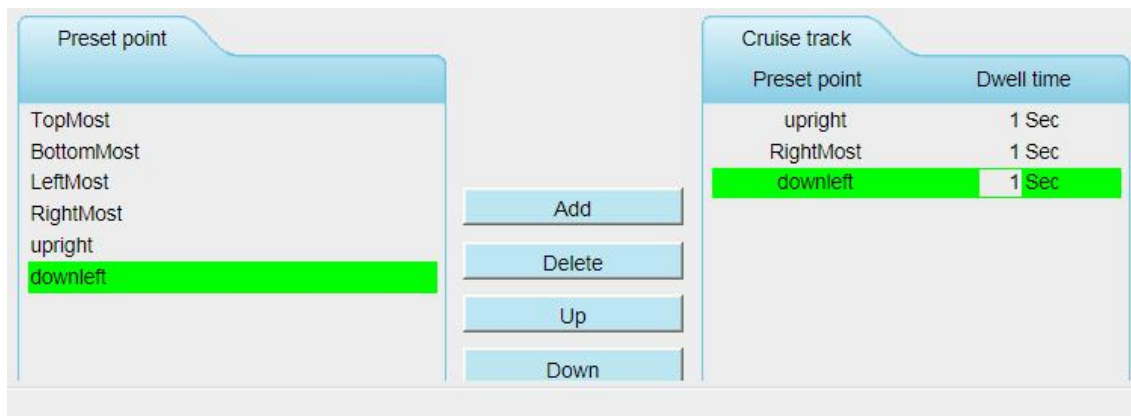 Preset point
TopMost
BottomMost
LeftMost
RightMost
upright
downleft
Add
Delete
Up
Down
Cruise track
Preset point Dwell time
upright 1 Sec
RightMost 1 Sec
downleft 1 Sec